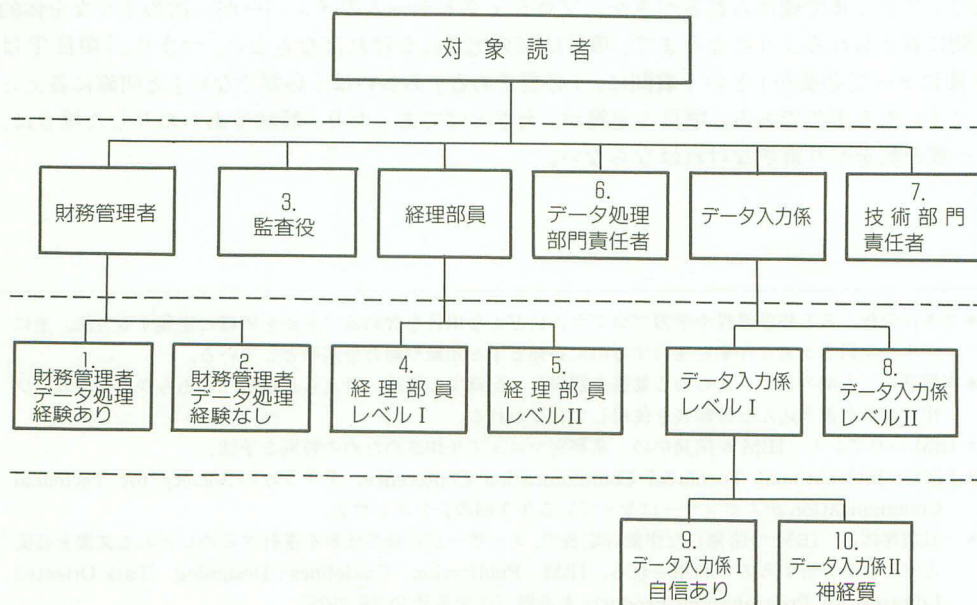 対象読者
財務管理者
3.
監査役
経理部員
6.
データ処理
部門責任者
データ入力係
7.
技術部門
責任者
1.
財務管理者
データ処理
経験あり
2.
財務管理者
データ処理
経験なし
4.
経理部員
レベルⅠ
5.
経理部員
レベルⅡ
データ入力係
レベルⅠ
8.
データ入力係
レベルⅡ
9.
データ入力係Ⅰ
自信あり
10.
データ入力係Ⅱ
神経質